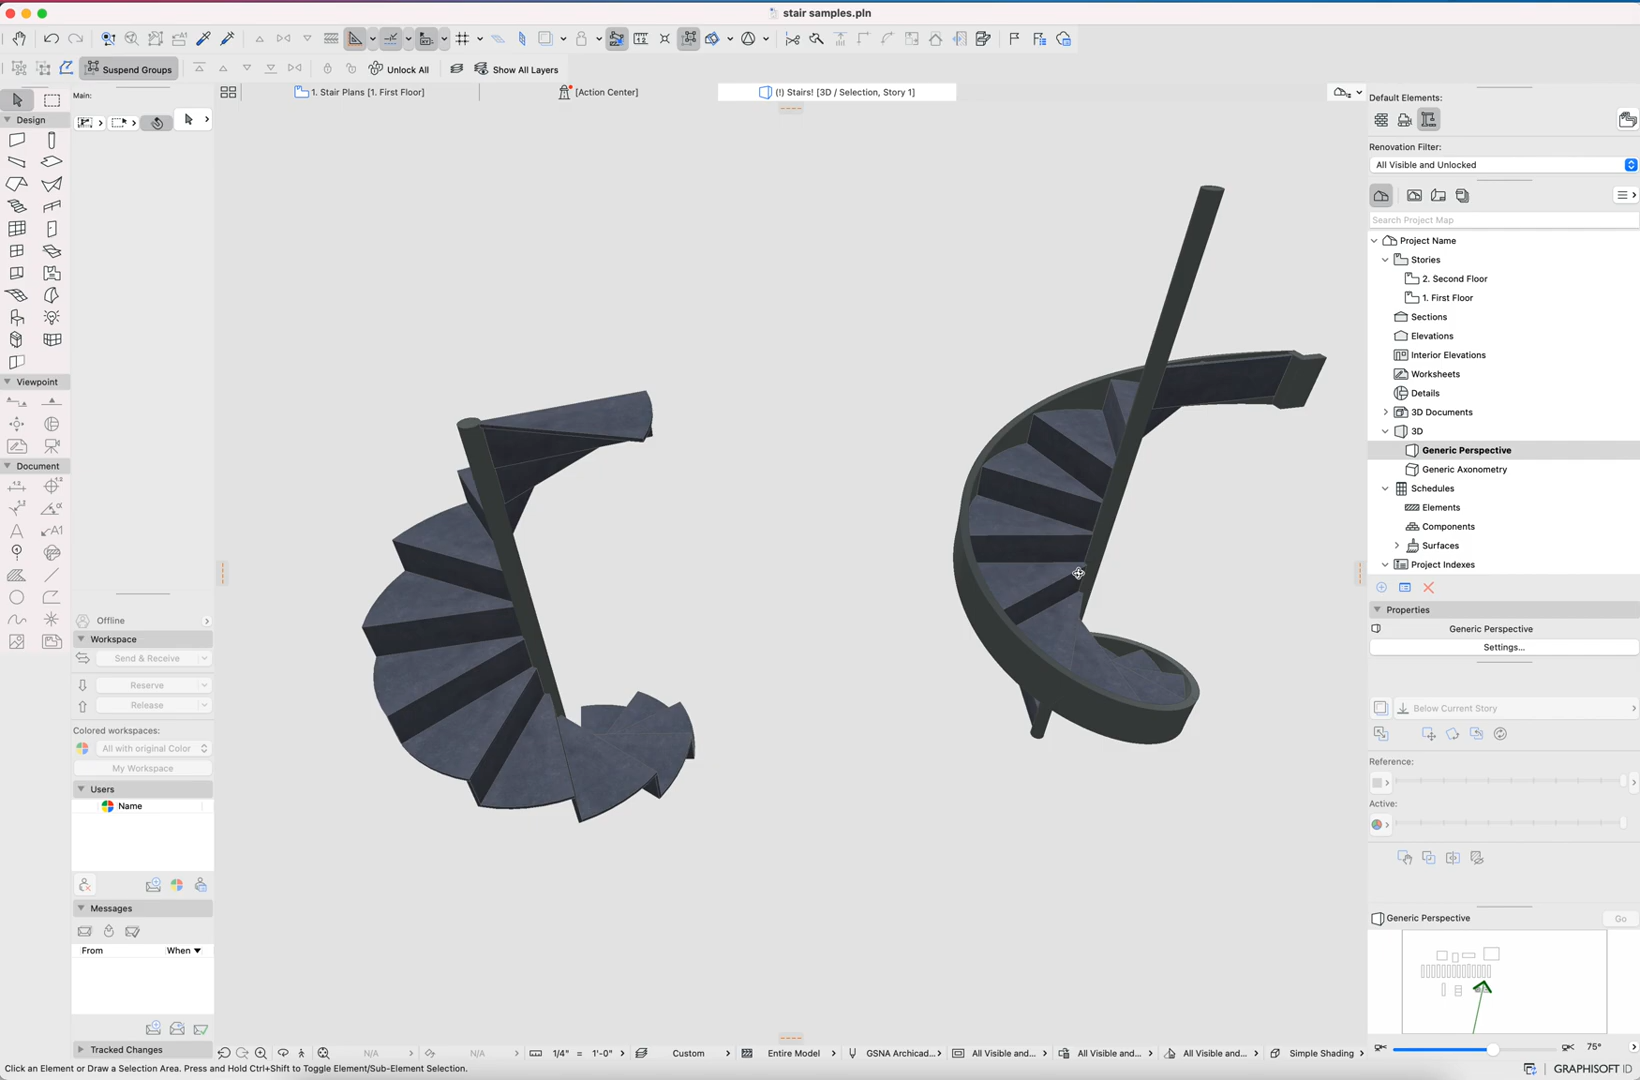 stair samples.pln
Suspend Groups
Unlock All
Show All Layers
1. Stair Plans [1. First Floor]
[Action Center]
(!) Stairs! [3D / Selection, Story 1]
Main:
Design
Viewpoint
Document
Offline
Workspace
Send & Receive
Reserve
Release
Colored workspaces:
All with original Color
My Workspace
Users
Name
Messages
From When
Tracked Changes
Default Elements:
Renovation Filter:
All Visible and Unlocked
Search Project Map
Project Name
Stories
2. Second Floor
1. First Floor
Sections
Elevations
Interior Elevations
Worksheets
Details
3D Documents
3D
Generic Perspective
Generic Axonometry
Schedules
Elements
Components
Surfaces
Project Indexes
Properties
Generic Perspective
Settings...
Below Current Story
Reference:
Active:
Generic Perspective Go
75°
N/A
N/A
1/4" = 1'-0"
Custom
Entire Model
GSNA Archicad...
All Visible and...
All Visible and...
All Visible and...
Simple Shading
Click an Element or Draw a Selection Area. Press and Hold Ctrl+Shift to Toggle Element/Sub-Element Selection.
GRAPHISOFT ID